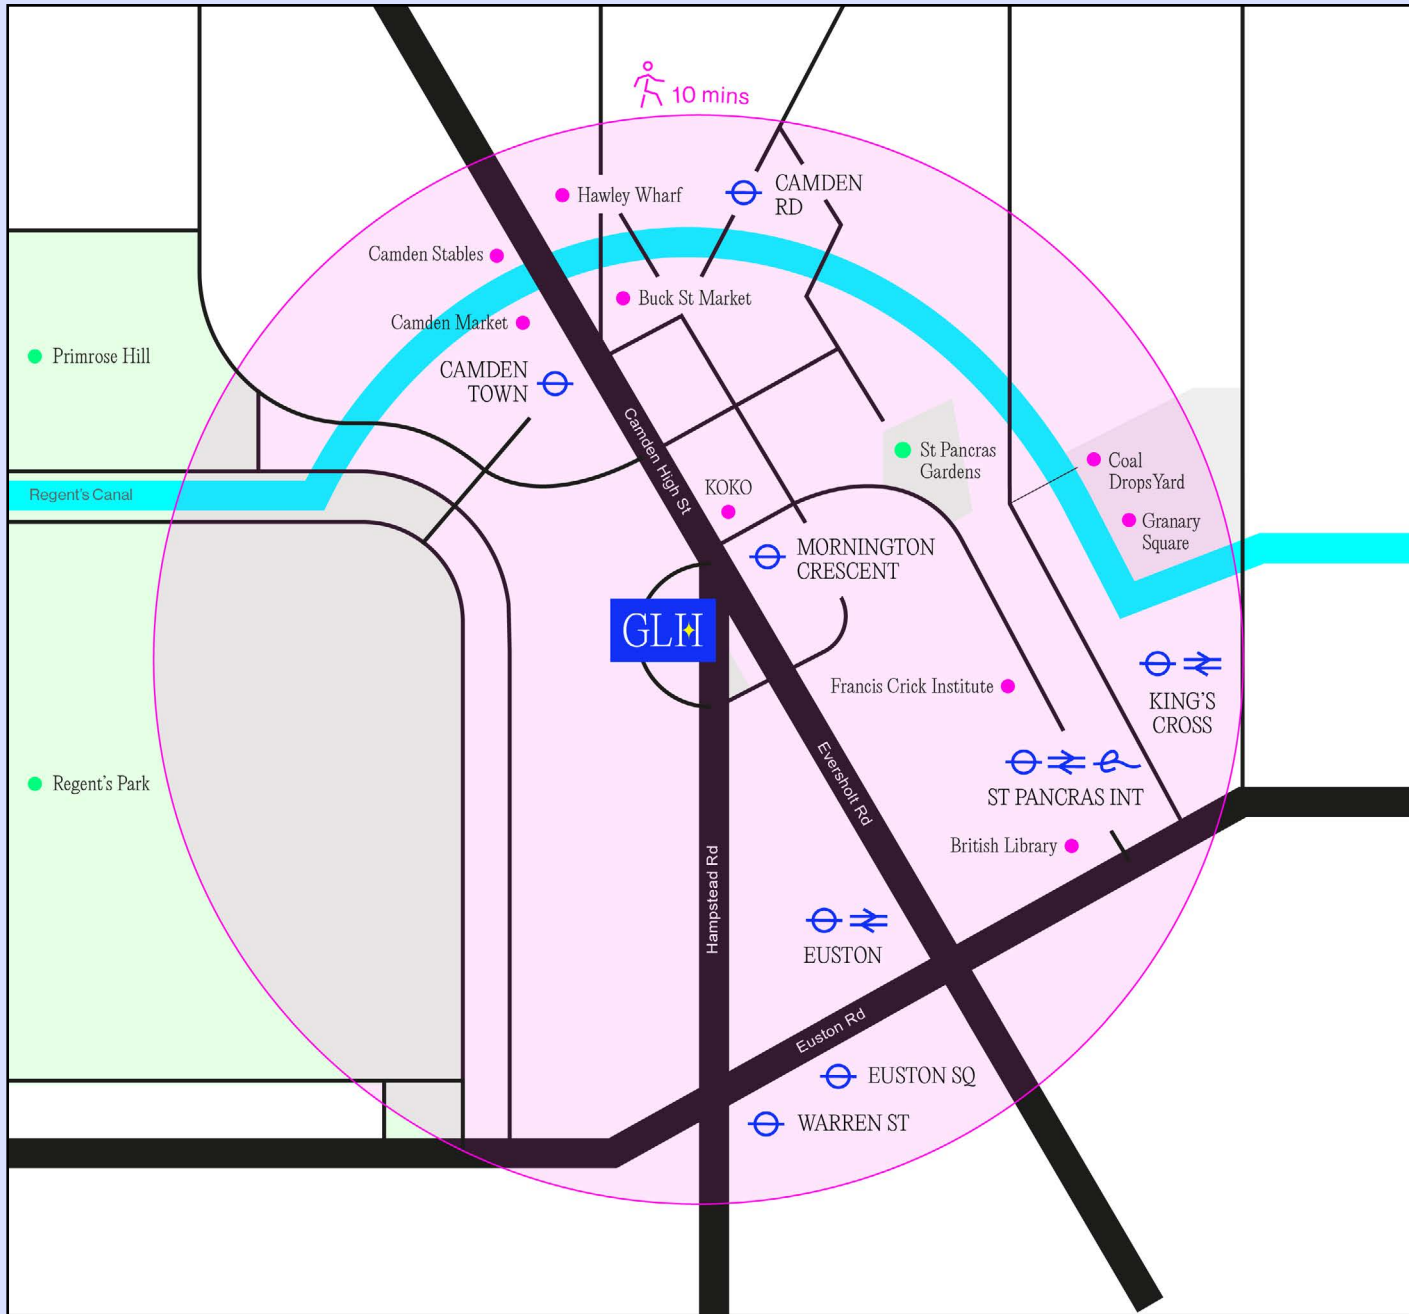 10 mins
Hawley Wharf
CAMDEN
RD
Camden Stables
Buck St Market
Camden Market
Primrose Hill
CAMDEN
TOWN
Camden High St
St Pancras
Gardens
Coal
Drops Yard
Regent's Canal
KOKO
Granary
Square
MORNINGTON
CRESCENT
GLH
Francis Crick Institute
KING'S
CROSS
Regent's Park
Eversholt Rd
ST PANCRAS INT
British Library
Hampstead Rd
EUSTON
Euston Rd
EUSTON SQ
WARREN ST